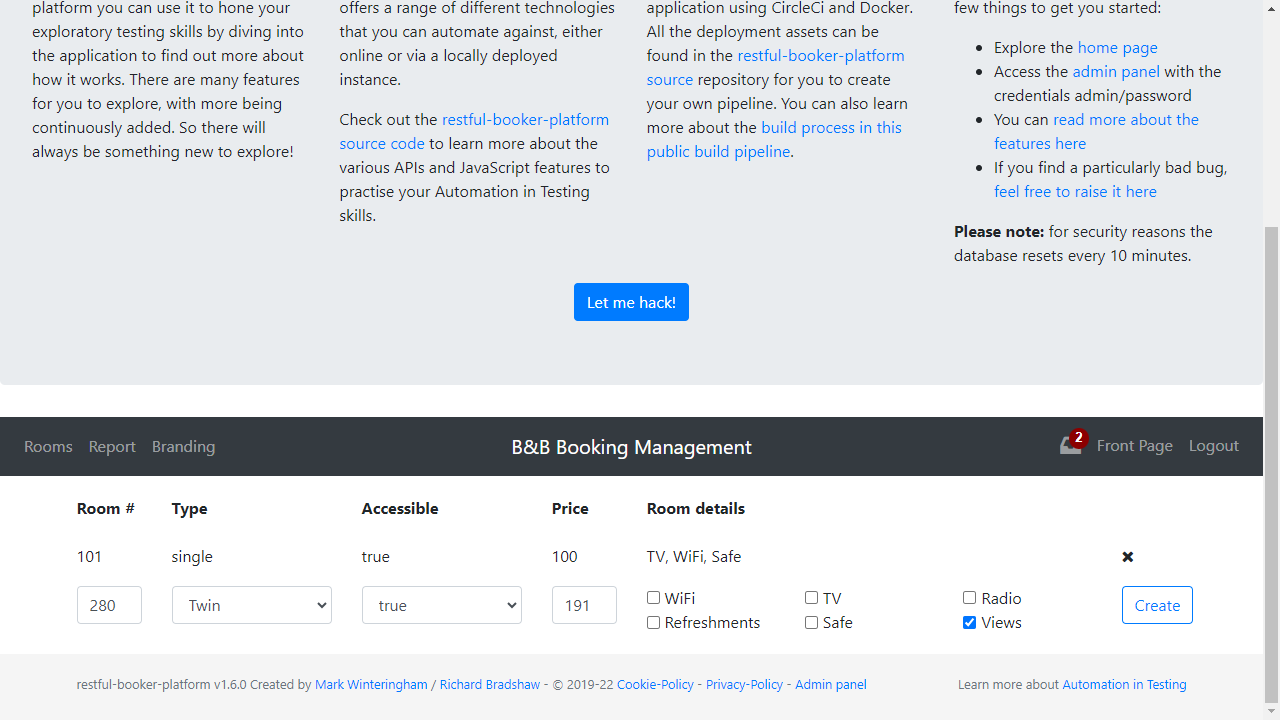 platform you can use it to hone your
exploratory testing skills by diving into
the application to find out more about
how it works. There are many features
for you to explore, with more being
continuously added. So there will
always be something new to explore!
offers a range of different technologies
that you can automate against, either
online or via a locally deployed
instance.
Check out the restful-booker-platform
source code to learn more about the
various APIs and JavaScript features to
practise your Automation in Testing
skills.
application using CircleCi and Docker.
All the deployment assets can be
found in the restful-booker-platform
source repository for you to create
your own pipeline. You can also learn
more about the build process in this
public build pipeline.
few things to get you started:
Explore the home page
Access the admin panel with the
credentials admin/password
You can read more about the
features here
If you find a particularly bad bug,
feel free to raise it here
Please note: for security reasons the
database resets every 10 minutes.
Let me hack!
Rooms Report Branding B&B Booking Management 2 Front Page Logout
Room # Type Accessible Price Room details
101 single true 100 TV, WiFi, Safe
280 Twin true 191 WiFi TV Radio Create
Refreshments Safe Views
restful-booker-platform v1.6.0 Created by Mark Winteringham / Richard Bradshaw - © 2019-22 Cookie-Policy - Privacy-Policy - Admin panel Learn more about Automation in Testing